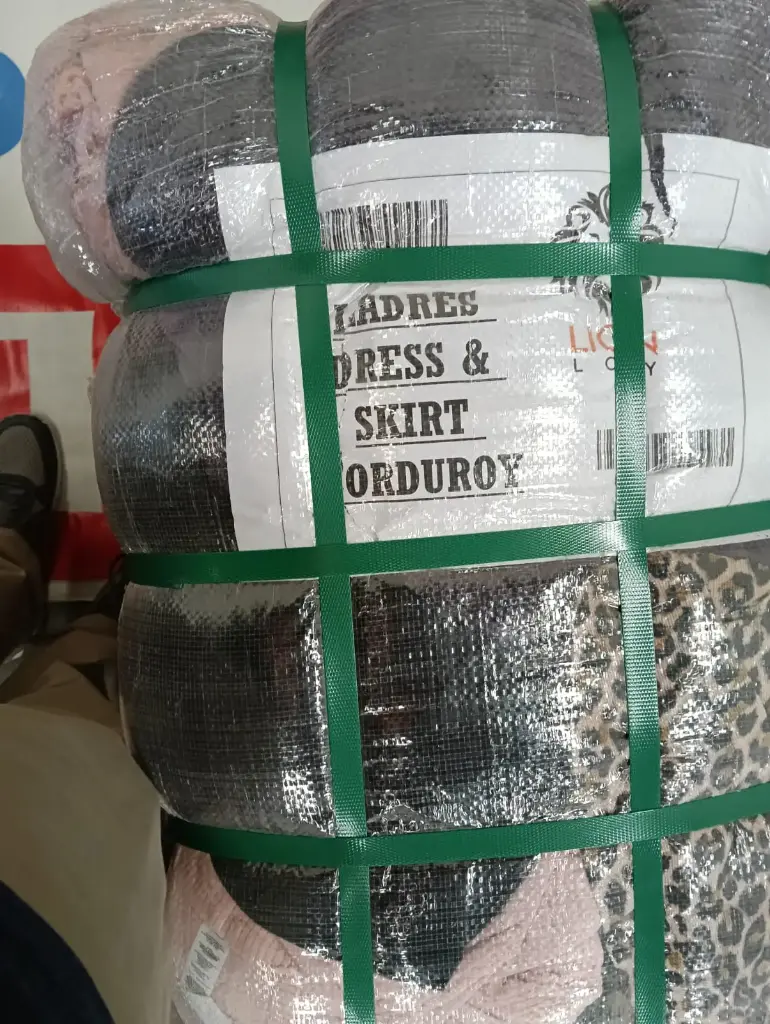 LADRES
DRESS &
SKIRT
ORDUROY
LION
L O Y